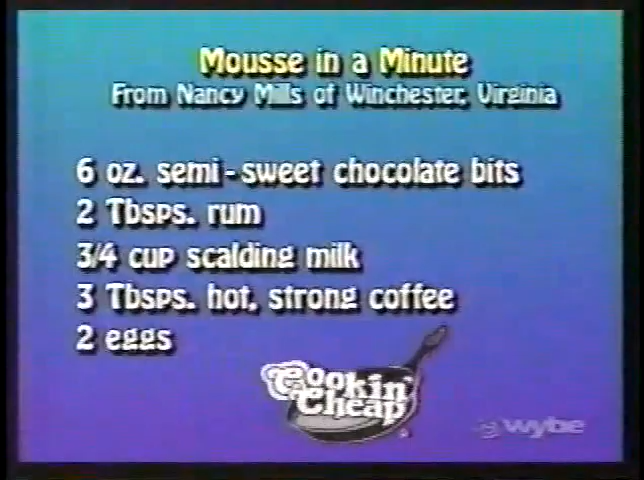 Mousse in a Minute
From Nancy Mills of Winchester, Virginia
6 oz. semi-sweet chocolate bits
2 Tbsps. rum
3/4 cup scalding milk
3 Tbsps. hot, strong coffee
2 eggs
Cookin'
Cheap
wybe